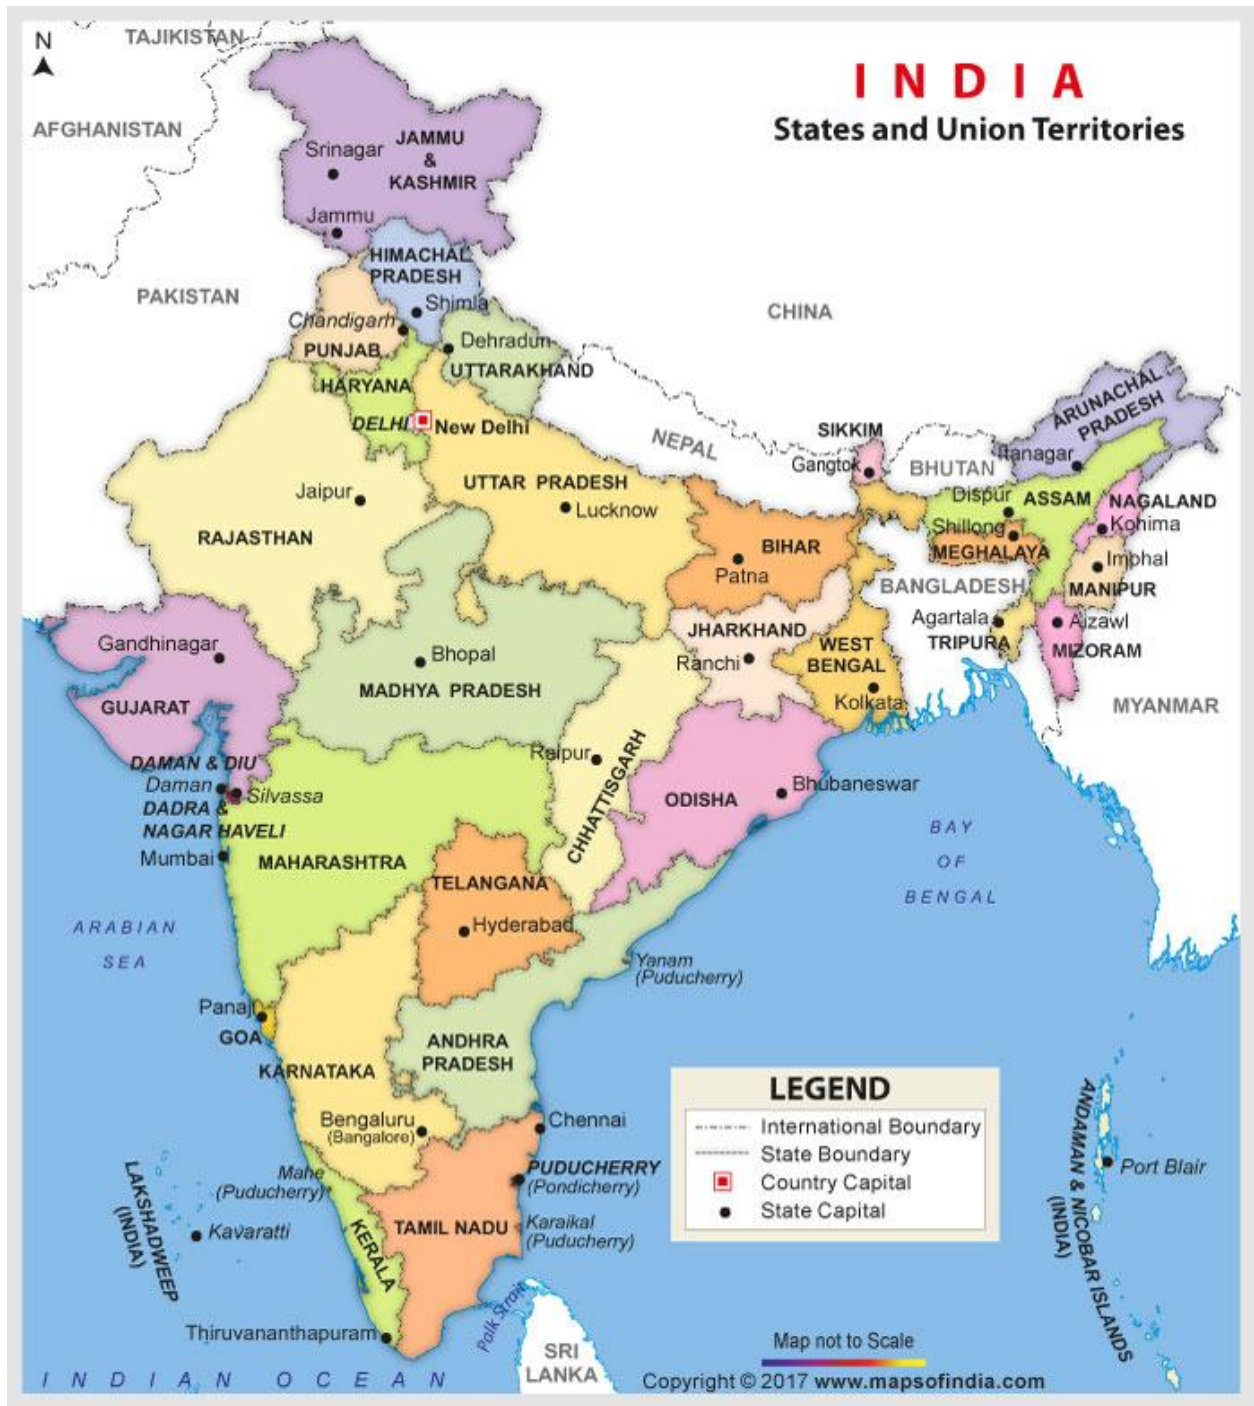 N
TAJIKISTAN
INDIA
States and Union Territories
AFGHANISTAN
JAMMU
&
KASHMIR
Srinagar
Jammu
HIMACHAL
PRADESH
PAKISTAN
Shimla
CHINA
Chandigarh
PUNJAB
Dehradun
UTTARAKHAND
HARYANA
DELHI
New Delhi
ARUNACHAL
PRADESH
SIKKIM
NEPAL
Gangtok
BHUTAN
Itanagar
UTTAR PRADESH
Jaipur
Lucknow
Dispur
ASSAM
NAGALAND
Kohima
RAJASTHAN
BIHAR
Patna
Shillong
MEGHALAYA
Imphal
MANIPUR
BANGLADESH
Agartala
TRIPURA
Aizawl
MIZORAM
Gandhinagar
Bhopal
JHARKHAND
Ranchi
WEST
BENGAL
Kolkata
MADHYA PRADESH
GUJARAT
MYANMAR
Raipur
CHHATTISGARH
DAMAN & DIU
Daman
Silvassa
DADRA &
NAGAR HAVELI
Mumbai
ODISHA
Bhubaneswar
MAHARASHTRA
TELANGANA
Hyderabad
BAY
OF
BENGAL
ARABIAN
SEA
Yanam
(Puducherry)
Panaji
GOA
ANDHRA
PRADESH
KARNATAKA
Bengaluru
(Bangalore)
Chennai
LEGEND
International Boundary
State Boundary
Country Capital
State Capital
Mahe
(Puducherry)
PUDUCHERRY
(Pondicherry)
LAKSHADWEEP
(INDIA)
Kavaratti
KERALA
TAMIL NADU
Karaikal
(Puducherry)
ANDAMAN & NICOBAR ISLANDS
(INDIA)
Port Blair
Thiruvananthapuram
Palk Strait
SRI
LANKA
INDIAN OCEAN
Map not to Scale
Copyright © 2017 www.mapsofindia.com